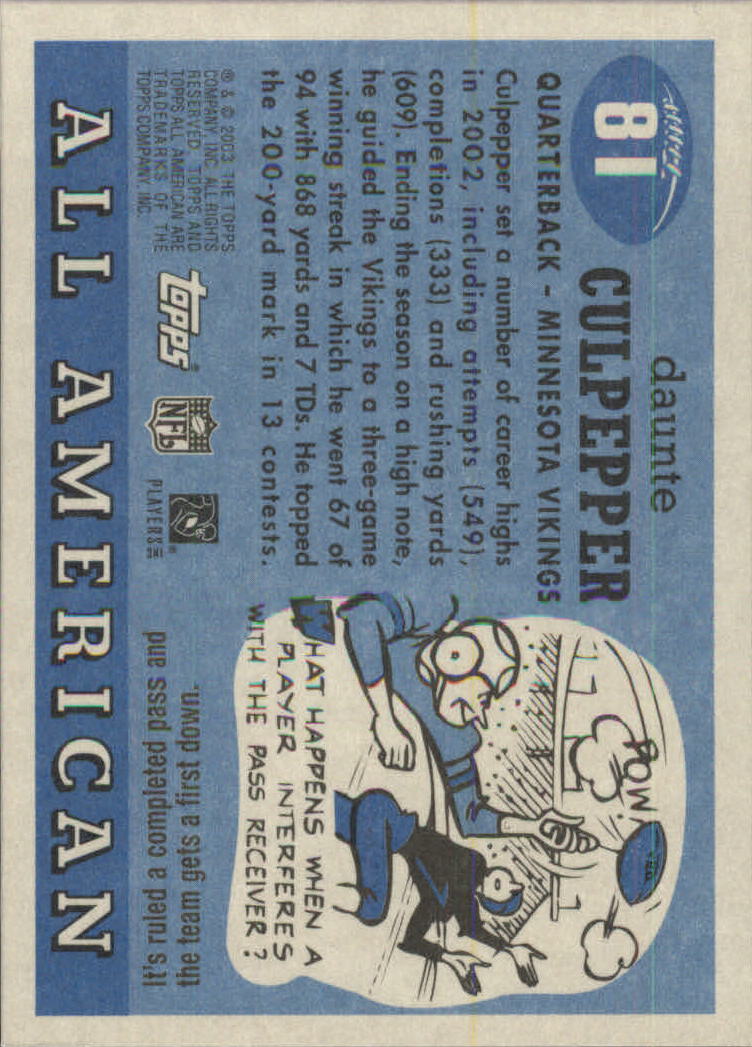 81
daunte
CULPEPPER
QUARTERBACK - MINNESOTA VIKINGS
Culpepper set a number of career highs
in 2002, including attempts (549),
completions (333) and rushing yards
(609). Ending the season on a high note,
he guided the Vikings to a three-game
winning streak in which he went 67 of
94 with 868 yards and 7 TDs. He topped
the 200-yard mark in 13 contests.
® & © 2003 THE TOPPS
COMPANY, INC. ALL RIGHTS
RESERVED. TOPPS AND
TOPPS ALL AMERICAN ARE
TRADEMARKS OF THE
TOPPS COMPANY, INC.
topps®
NFL
PLAYERS INC
POW!
WHAT HAPPENS WHEN A
PLAYER INTERFERES
WITH THE PASS RECEIVER?
It's ruled a completed pass and
the team gets a first down.
ALL AMERICAN